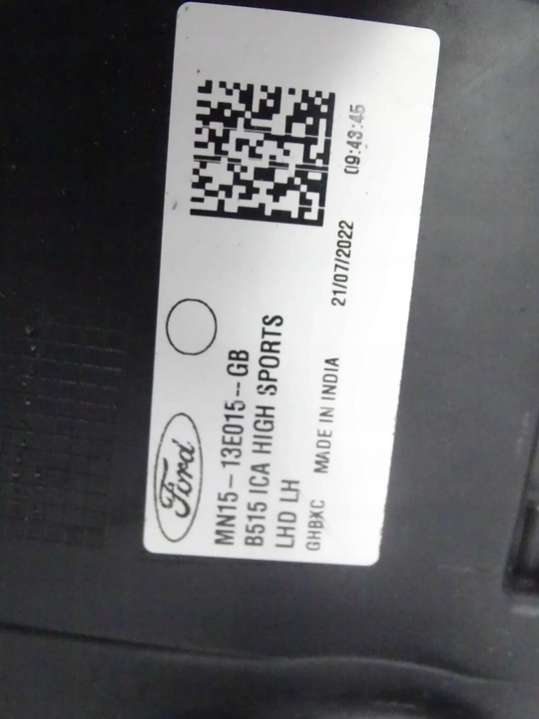 Ford
MN15-13E015--GB
B515 ICA HIGH SPORTS
LHD LH
GHBXC MADE IN INDIA 21/07/2022 09:43:45